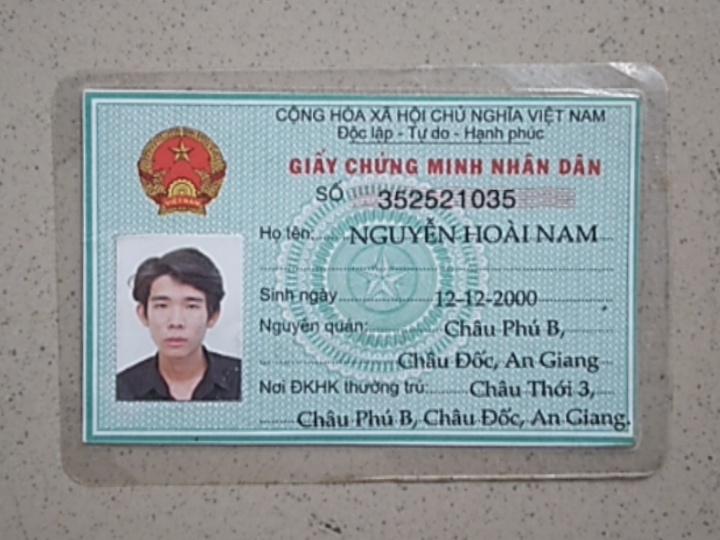 CỘNG HÒA XÃ HỘI CHỦ NGHĨA VIỆT NAM
Độc lập - Tự do - Hạnh phúc
GIẤY CHỨNG MINH NHÂN DÂN
SỐ 352521035
Họ tên: NGUYỄN HOÀI NAM
Sinh ngày 12-12-2000
Nguyên quán: Châu Phú B,
Châu Đốc, An Giang
Nơi ĐKHK thường trú: Châu Thới 3,
Châu Phú B, Châu Đốc, An Giang.
VIỆT NAM